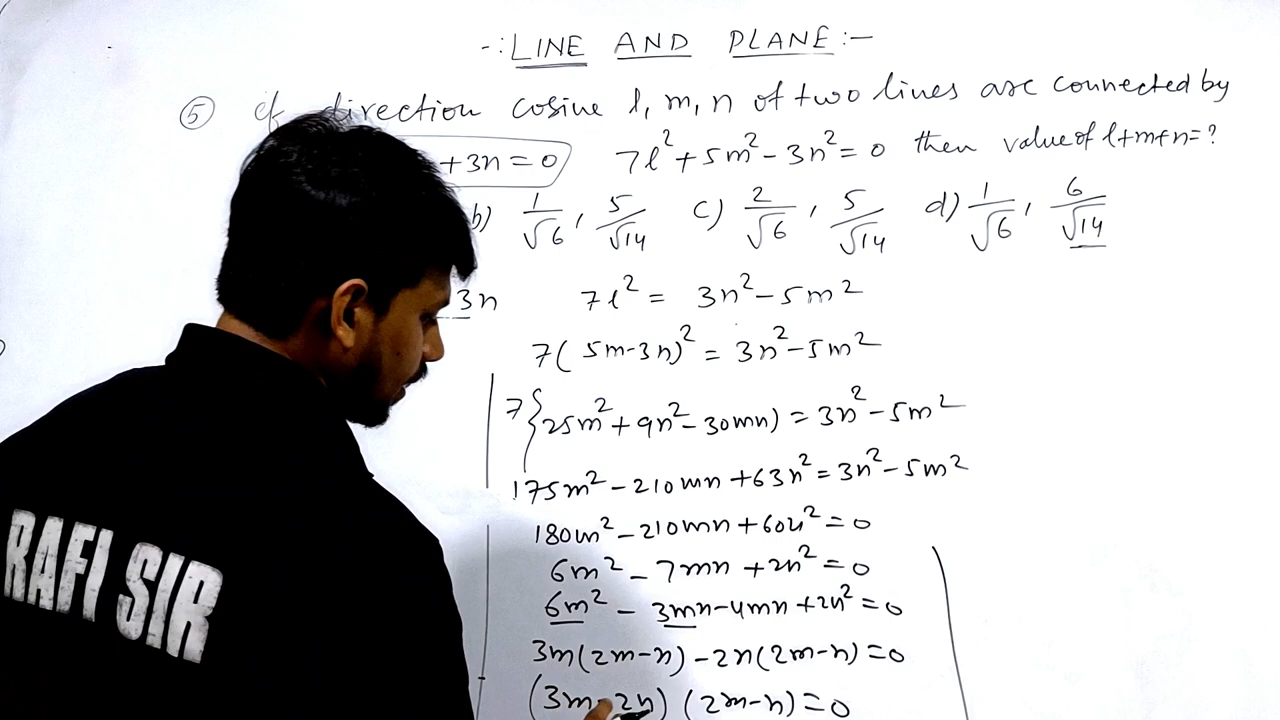 -: LINE AND PLANE :-
⑤ If direction cosine l, m, n of two lines are connected by
+3n = 0 7l² + 5m² - 3n² = 0 then value of l+m+n=?
b) 1/√6, 5/√14 c) 2/√6, 5/√14 d) 1/√6, 6/√14
3n 7l² = 3n² - 5m²
7(5m-3n)² = 3n² - 5m²
7{25m² + 9n² - 30mn) = 3n² - 5m²
175m² - 210mn + 63n² = 3n² - 5m²
180m² - 210mn + 60n² = 0
6m² - 7mn + 2n² = 0
6m² - 3mn - 4mn + 2n² = 0
3m(2m-n) - 2n(2m-n) = 0
(3m-2n) (2m-n) = 0
RAFI SIR